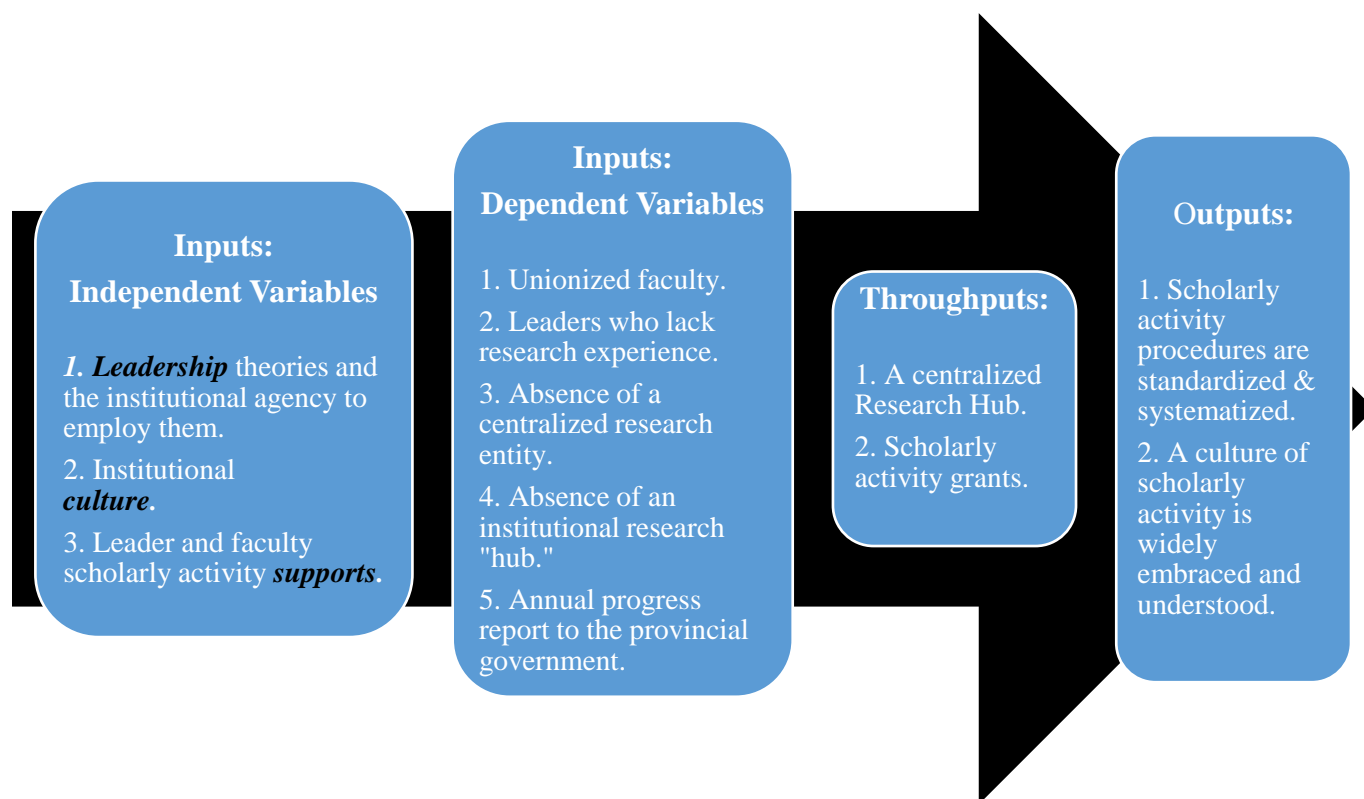 Inputs:
Independent Variables
1. Leadership theories and
the institutional agency to
employ them.
2. Institutional
culture.
3. Leader and faculty
scholarly activity supports.
Inputs:
Dependent Variables
1. Unionized faculty.
2. Leaders who lack
research experience.
3. Absence of a
centralized research
entity.
4. Absence of an
institutional research
"hub."
5. Annual progress
report to the provincial
government.
Throughputs:
1. A centralized
Research Hub.
2. Scholarly
activity grants.
Outputs:
1. Scholarly
activity
procedures are
standardized &
systematized.
2. A culture of
scholarly
activity is
widely
embraced and
understood.